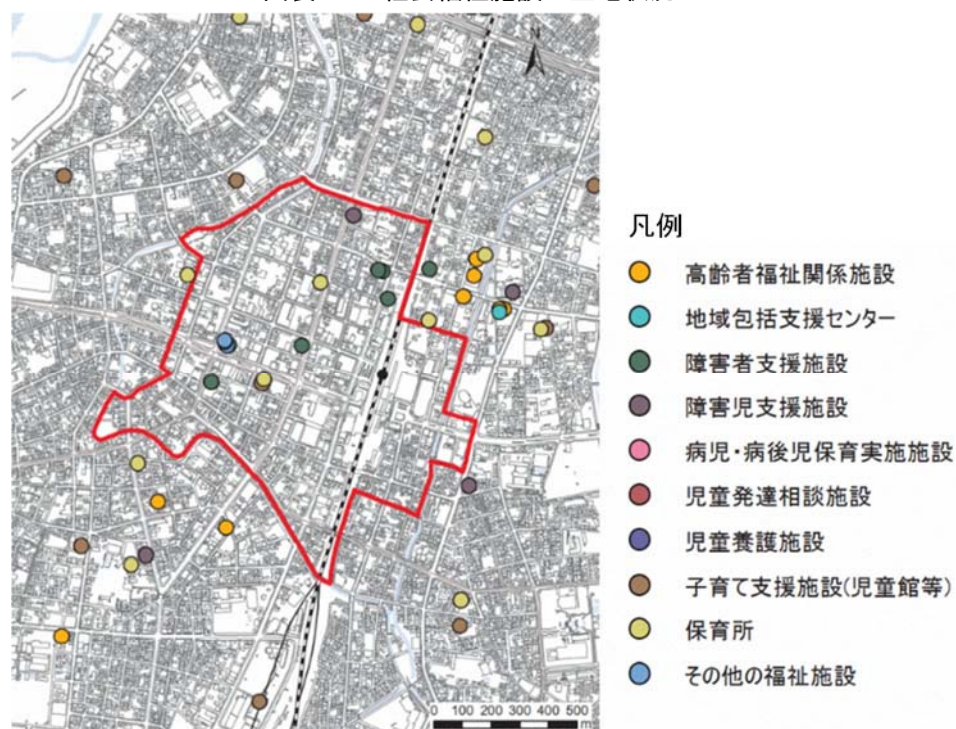 N
凡例
高齢者福祉関係施設
地域包括支援センター
障害者支援施設
障害児支援施設
病児・病後児保育実施施設
児童発達相談施設
児童養護施設
子育て支援施設(児童館等)
保育所
その他の福祉施設
0 100 200 300 400 500
m